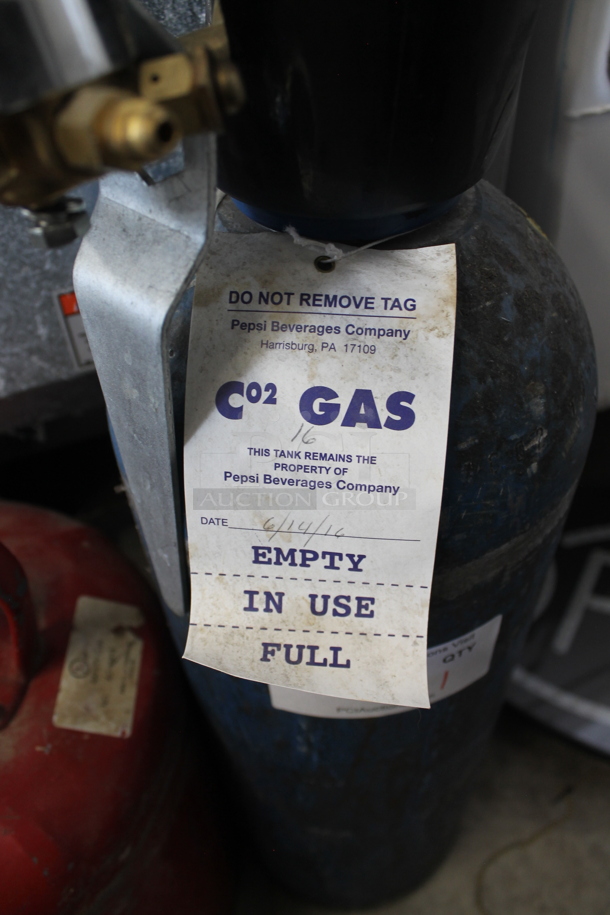 DO NOT REMOVE TAG
Pepsi Beverages Company
Harrisburg, PA 17109
CO2 GAS
16
THIS TANK REMAINS THE
PROPERTY OF
Pepsi Beverages Company
AUCTION GROUP
DATE 6/14/16
EMPTY
IN USE
FULL
QTY
1